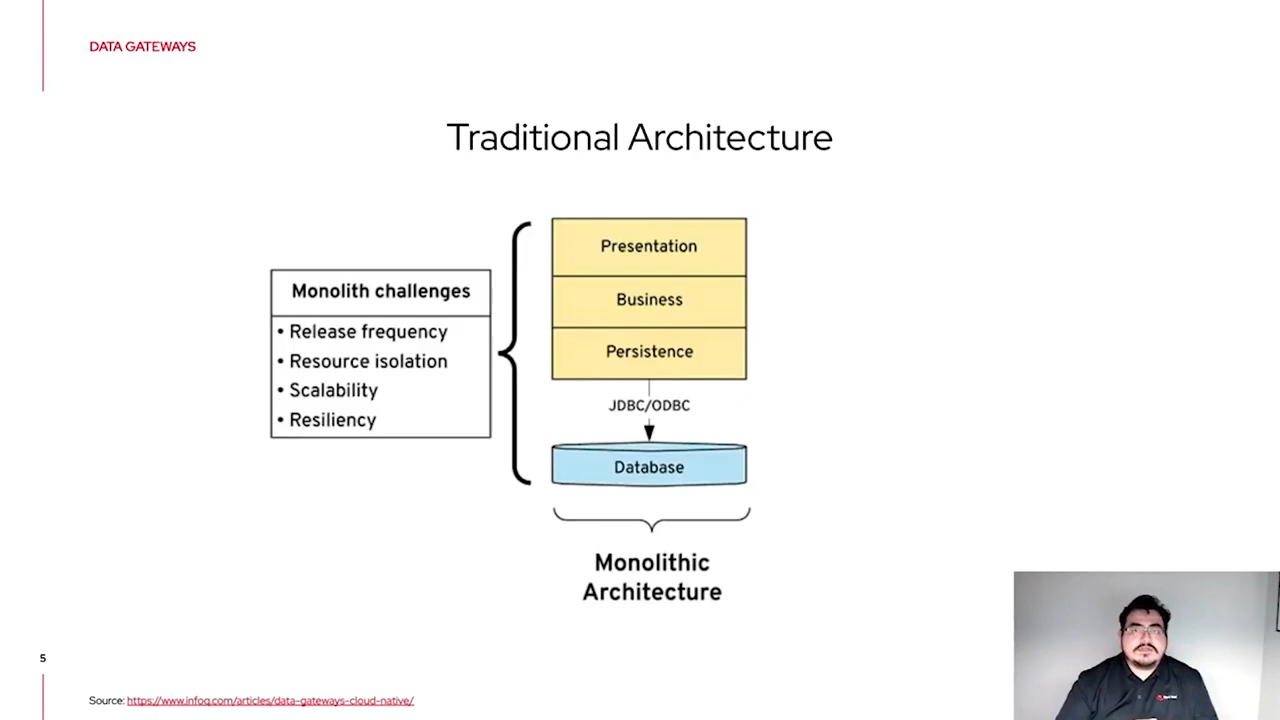 DATA GATEWAYS
Traditional Architecture
Monolith challenges
• Release frequency
• Resource isolation
• Scalability
• Resiliency
Presentation
Business
Persistence
JDBC/ODBC
Database
Monolithic
Architecture
5
Source: https://www.infoq.com/articles/data-gateways-cloud-native/